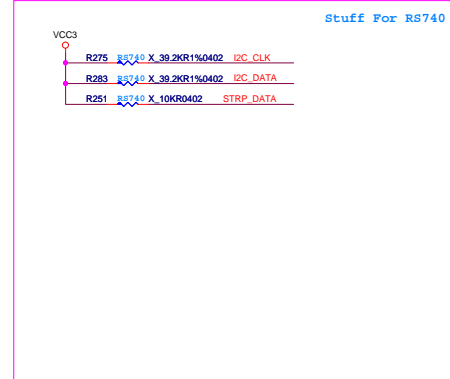 Stuff For RS740
VCC3
R275 RS740 X_39.2KR1%0402 I2C_CLK
R283 RS740 X_39.2KR1%0402 I2C_DATA
R251 RS740 X_10KR0402 STRP_DATA